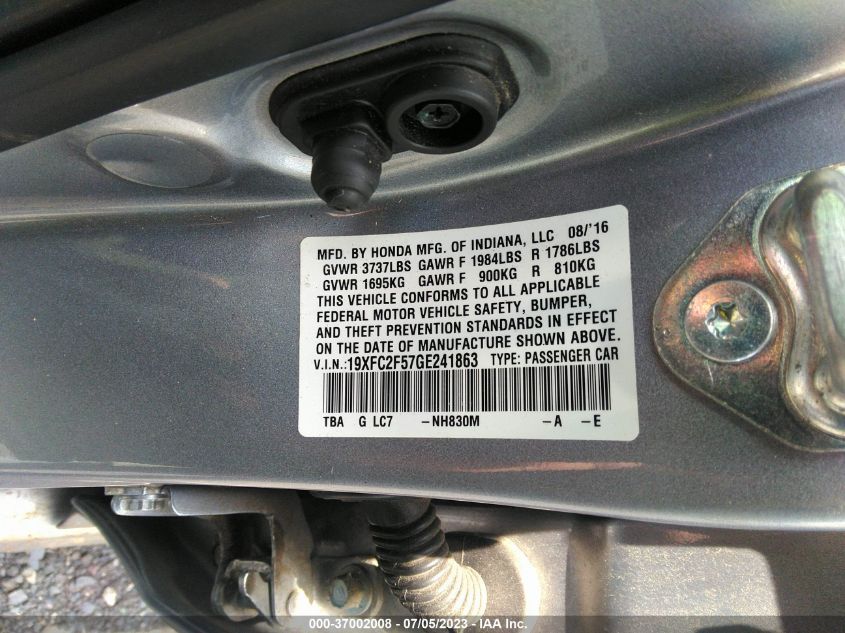 MFD. BY HONDA MFG. OF INDIANA, LLC 08/'16
GVWR 3737LBS GAWR F 1984LBS R 1786LBS
GVWR 1695KG GAWR F 900KG R 810KG
THIS VEHICLE CONFORMS TO ALL APPLICABLE
FEDERAL MOTOR VEHICLE SAFETY, BUMPER,
AND THEFT PREVENTION STANDARDS IN EFFECT
ON THE DATE OF MANUFACTURE SHOWN ABOVE.
V.I.N.:19XFC2F57GE241863 TYPE: PASSENGER CAR
TBA G LC7 -NH830M -A -E
000-37002008 - 07/05/2023 - IAA Inc.